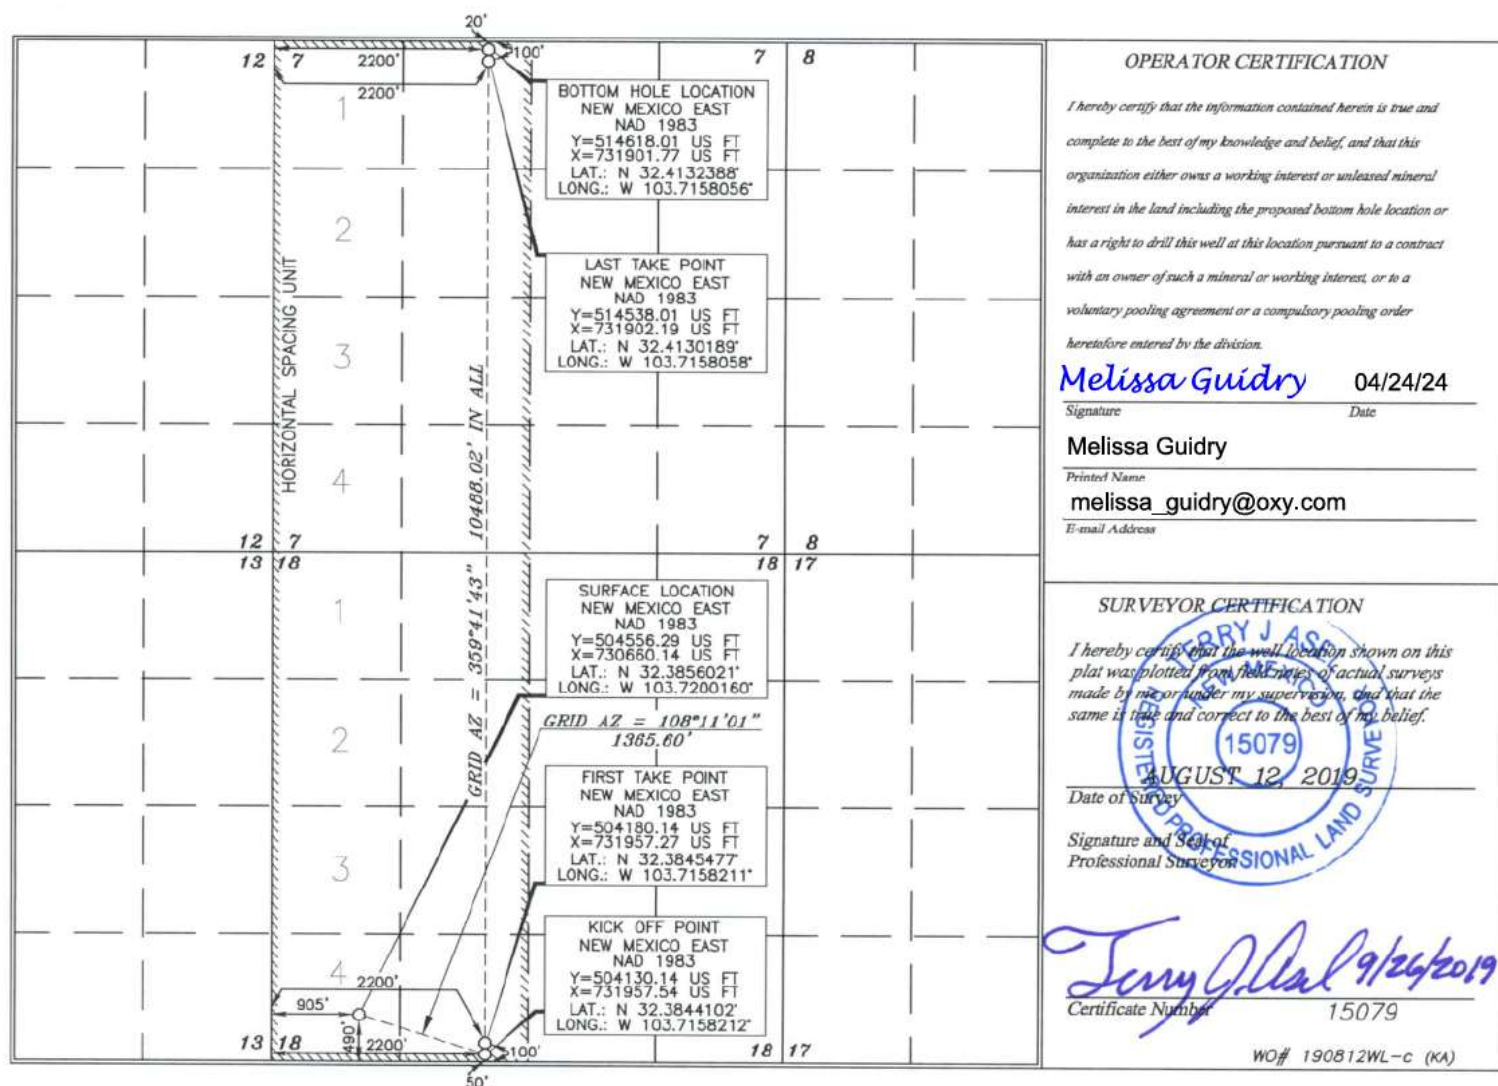 20'
100'
12 7
2200'
2200'
7 8
1
BOTTOM HOLE LOCATION
NEW MEXICO EAST
NAD 1983
Y=514618.01 US FT
X=731901.77 US FT
LAT.: N 32.4132388°
LONG.: W 103.7158056°
2
LAST TAKE POINT
NEW MEXICO EAST
NAD 1983
Y=514538.01 US FT
X=731902.19 US FT
LAT.: N 32.4130189°
LONG.: W 103.7158058°
3
HORIZONTAL SPACING UNIT
4
GRID AZ = 359°41'43" 10488.02' IN ALL
12 7
7 8
13 18
18 17
1
SURFACE LOCATION
NEW MEXICO EAST
NAD 1983
Y=504556.29 US FT
X=730660.14 US FT
LAT.: N 32.3856021°
LONG.: W 103.7200160°
2
GRID AZ = 108°11'01"
1365.60'
FIRST TAKE POINT
NEW MEXICO EAST
NAD 1983
Y=504180.14 US FT
X=731957.27 US FT
LAT.: N 32.3845477°
LONG.: W 103.7158211°
3
KICK OFF POINT
NEW MEXICO EAST
NAD 1983
Y=504130.14 US FT
X=731957.54 US FT
LAT.: N 32.3844102°
LONG.: W 103.7158212°
4
2200'
905'
490'
2200'
100'
50'
13 18
18 17
OPERATOR CERTIFICATION
I hereby certify that the information contained herein is true and
complete to the best of my knowledge and belief, and that this
organization either owns a working interest or unleased mineral
interest in the land including the proposed bottom hole location or
has a right to drill this well at this location pursuant to a contract
with an owner of such a mineral or working interest, or to a
voluntary pooling agreement or a compulsory pooling order
heretofore entered by the division.
Melissa Guidry 04/24/24
Signature Date
Melissa Guidry
Printed Name
melissa_guidry@oxy.com
E-mail Address
SURVEYOR CERTIFICATION
I hereby certify that the well location shown on this
plat was plotted from field notes of actual surveys
made by me or under my supervision, and that the
same is true and correct to the best of my belief.
TERRY J ASEL
NEW MEXICO
15079
REGISTERED PROFESSIONAL LAND SURVEYOR
AUGUST 12, 2019
Date of Survey
Signature and Seal of
Professional Surveyor
Terry J. Asel 9/26/2019
Certificate Number 15079
WO# 190812WL-c (KA)